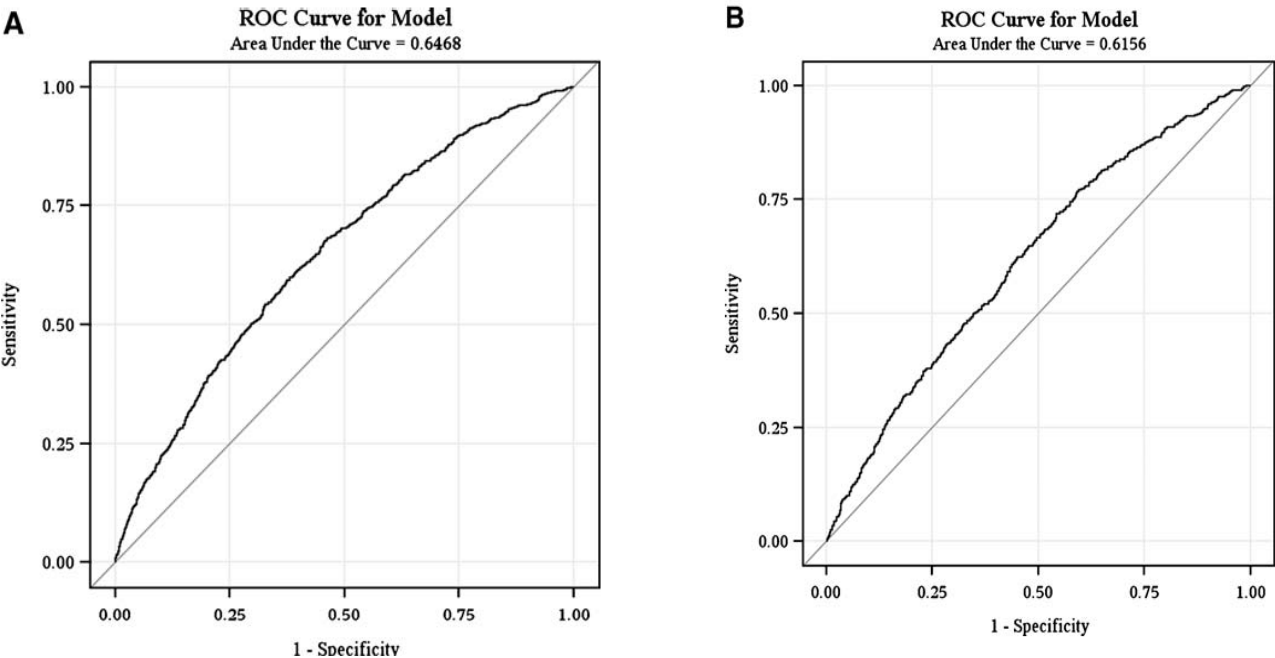 A
ROC Curve for Model
Area Under the Curve = 0.6468
1.00
0.75
0.50
0.25
0.00
Sensitivity
0.00 0.25 0.50 0.75 1.00
1 - Specificity
B
ROC Curve for Model
Area Under the Curve = 0.6156
1.00
0.75
0.50
0.25
0.00
Sensitivity
0.00 0.25 0.50 0.75 1.00
1 - Specificity